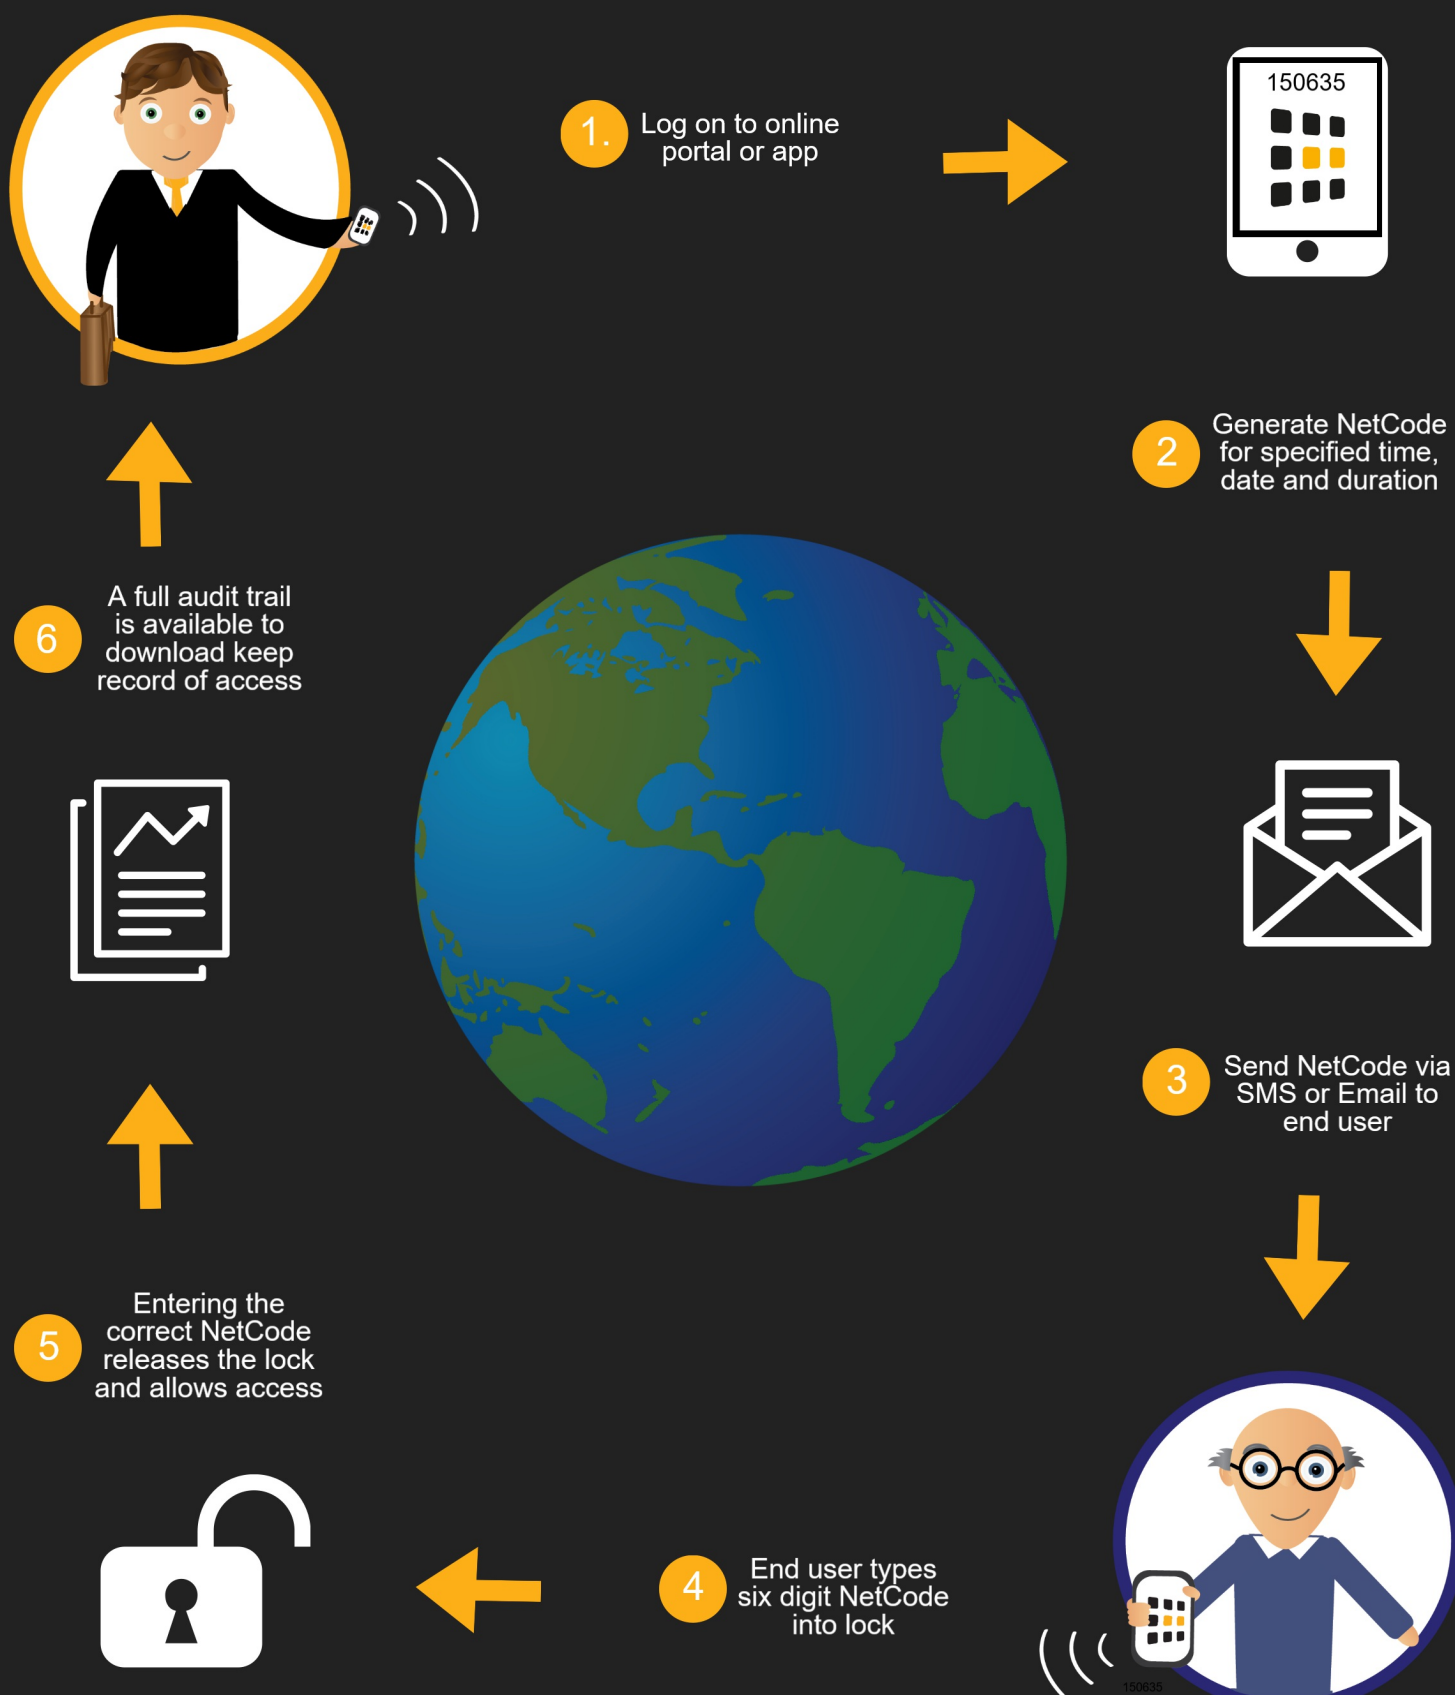 1.
Log on to online
portal or app
150635
2
Generate NetCode
for specified time,
date and duration
3
Send NetCode via
SMS or Email to
end user
4
End user types
six digit NetCode
into lock
150635
5
Entering the
correct NetCode
releases the lock
and allows access
6
A full audit trail
is available to
download keep
record of access